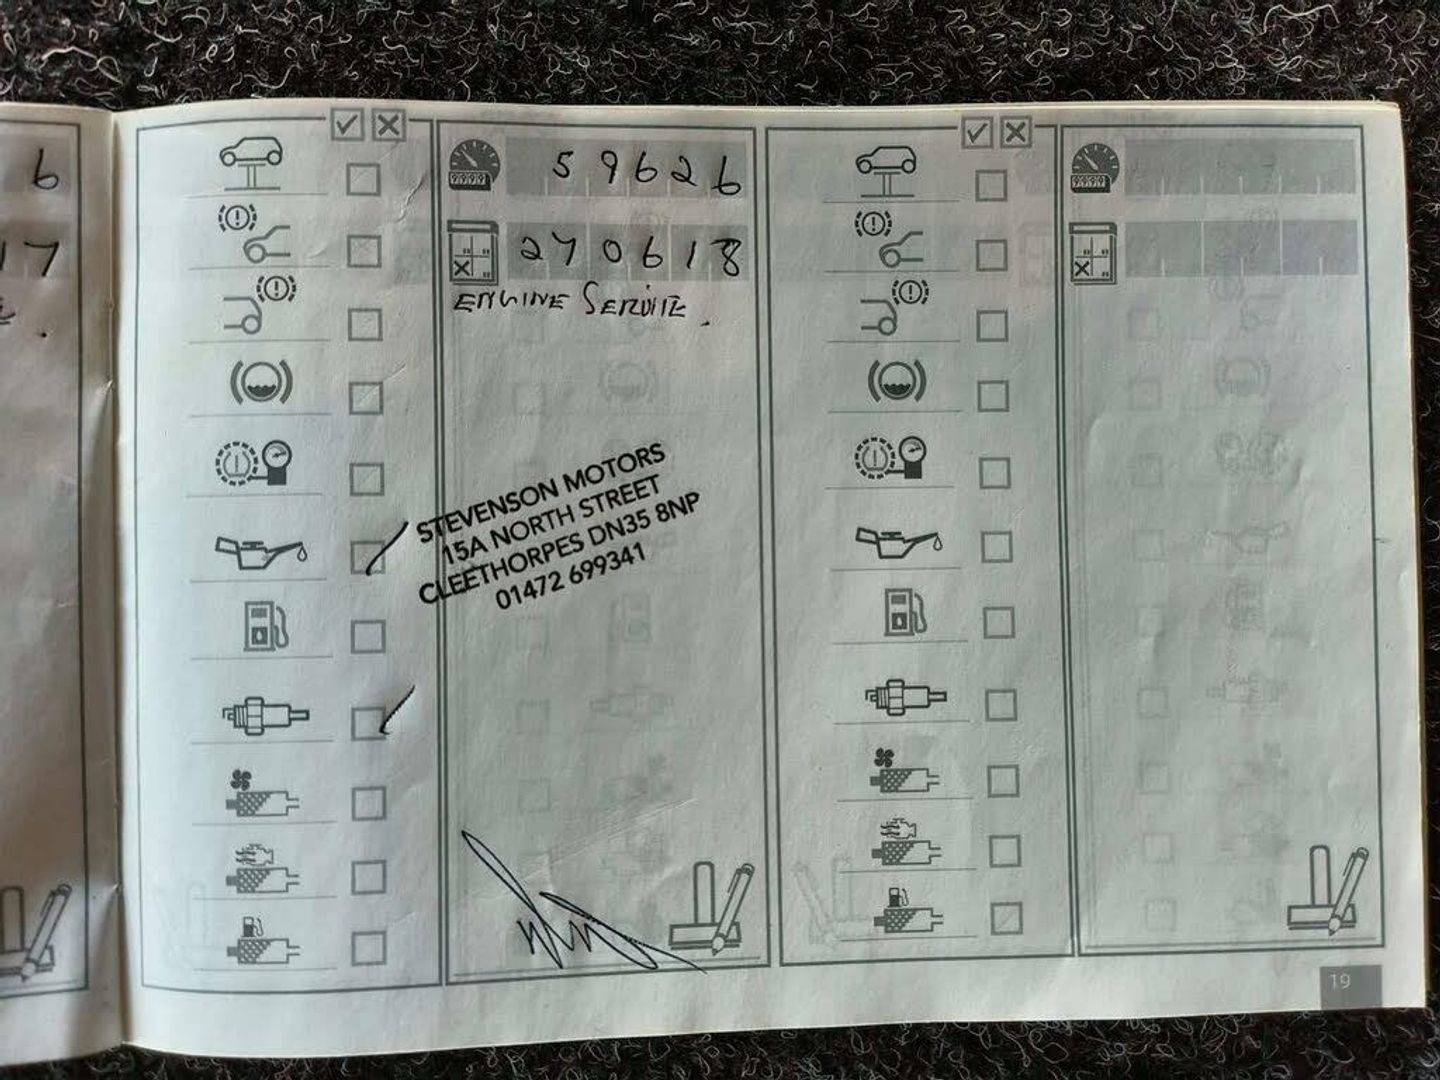 6
17
59626
270618
ENGINE SERVICE.
STEVENSON MOTORS
15A NORTH STREET
CLEETHORPES DN35 8NP
01472 699341
19